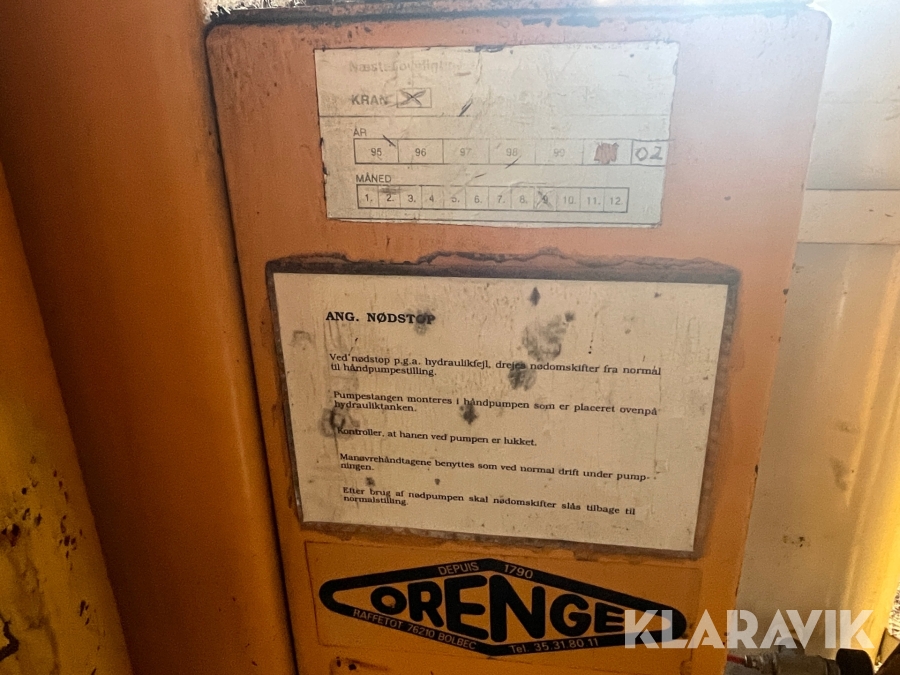 KRAN
ÅR
95 96 97 98 99 02
MÅNED
1. 2. 3. 4. 5. 6. 7. 8. 9. 10. 11. 12.
ANG. NØDSTOP
Ved nødstop p.g.a. hydraulikfejl, drejes nødomskifter fra normal
til håndpumpestilling.
Pumpestangen monteres i håndpumpen som er placeret ovenpå
hydrauliktanken.
Kontroller, at hanen ved pumpen er lukket.
Manøvrehåndtagene benyttes som ved normal drift under pump-
ningen.
Efter brug af nødpumpen skal nødomskifter slås tilbage til
normalstilling.
DEPUIS 1790
ORENGE
RAFFETOT 76210 BOLBEC Tel. 35.31.80 11
KLARAVIK